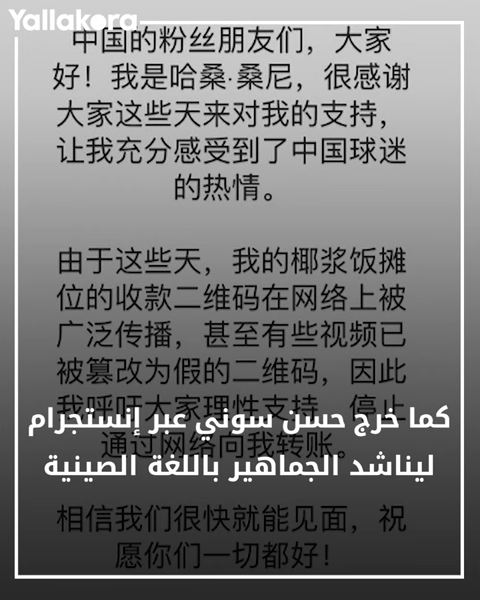 Yallakora
中国的粉丝朋友们，大家
好！我是哈桑·桑尼，很感谢
大家这些天来对我的支持，
让我充分感受到了中国球迷
的热情。
由于这些天，我的椰浆饭摊
位的收款二维码在网络上被
广泛传播，甚至有些视频已
被篡改为假的二维码，因此
我呼吁大家理性支持，停止
通过网络向我转账。
كما خرج حسن سوني عبر إنستجرام
ليناشد الجماهير باللغة الصينية
相信我们很快就能见面，祝
愿你们一切都好！